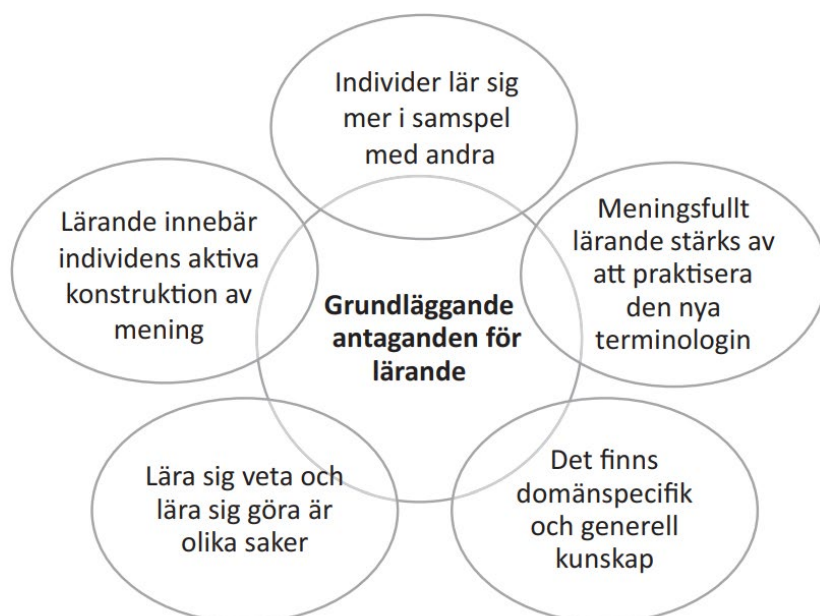 Individer lär sig
mer i samspel
med andra
Lärande innebär
individens aktiva
konstruktion av
mening
Meningsfullt
lärande stärks av
att praktisera
den nya
terminologin
Grundläggande
antaganden för
lärande
Lära sig veta och
lära sig göra är
olika saker
Det finns
domänspecifik
och generell
kunskap